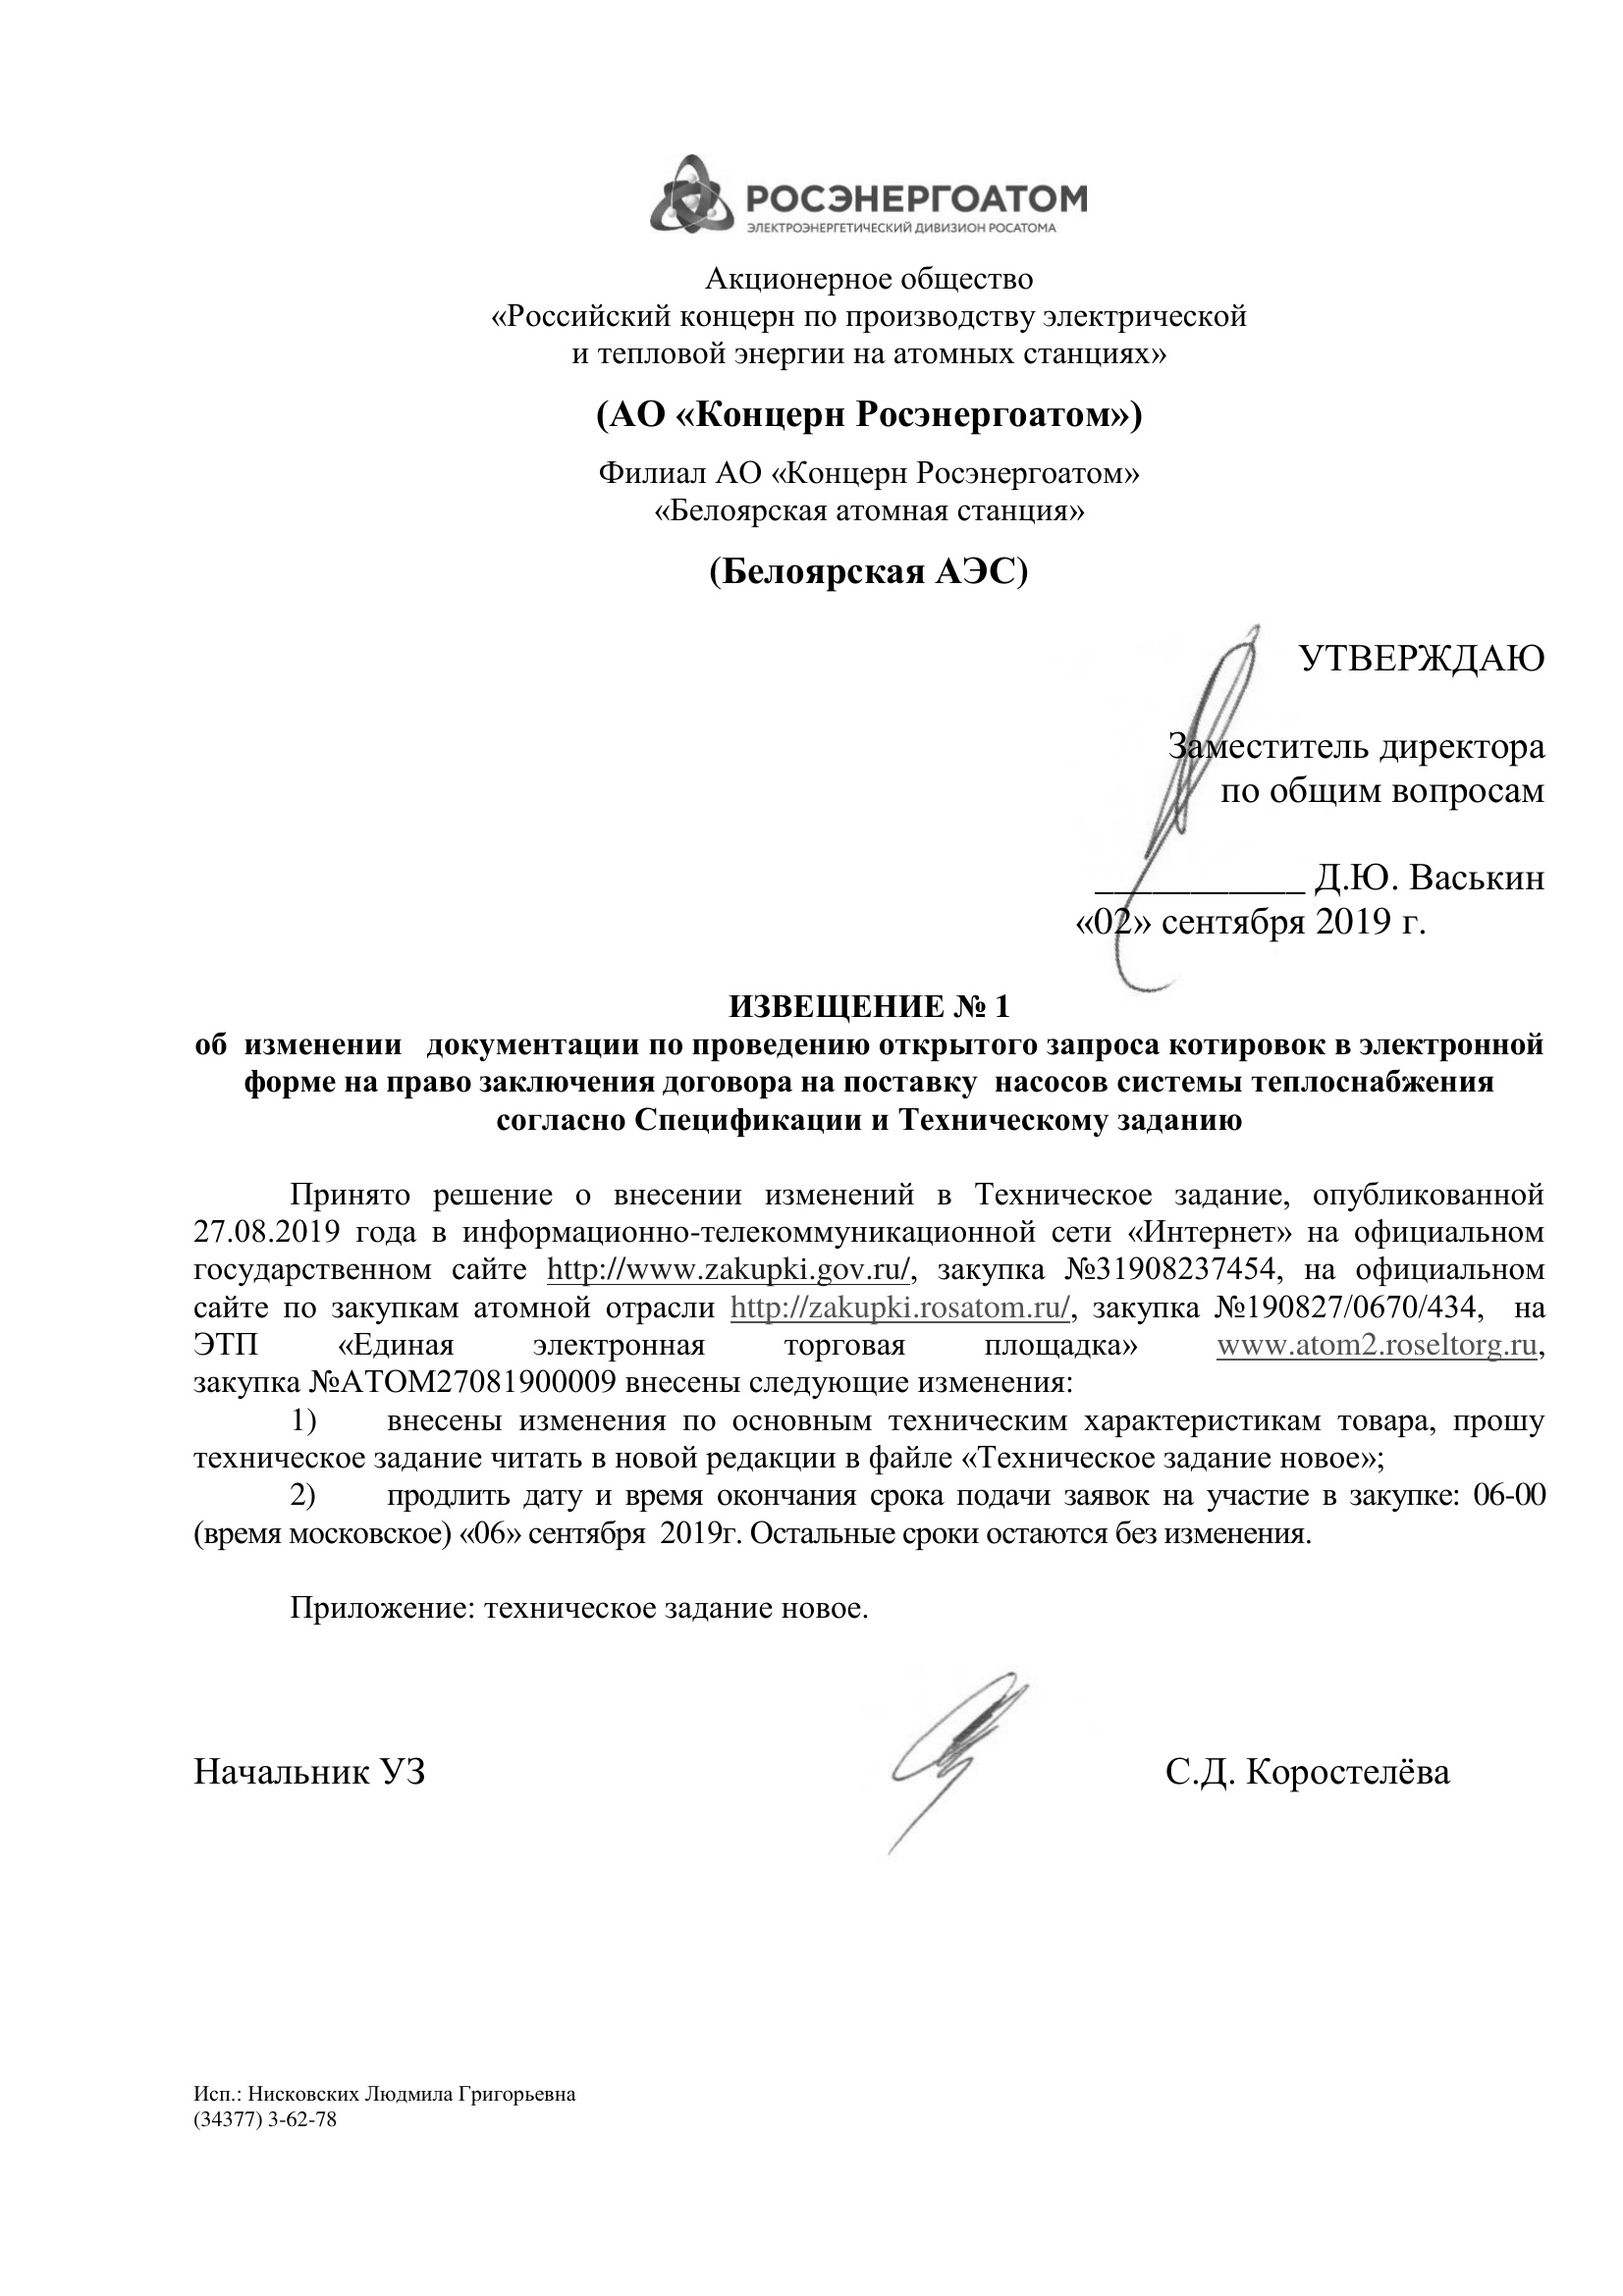 РОСЭНЕРГОАТОМ
ЭЛЕКТРОЭНЕРГЕТИЧЕСКИЙ ДИВИЗИОН РОСАТОМА
Акционерное общество
«Российский концерн по производству электрической
и тепловой энергии на атомных станциях»
(АО «Концерн Росэнергоатом»)
Филиал АО «Концерн Росэнергоатом»
«Белоярская атомная станция»
(Белоярская АЭС)
УТВЕРЖДАЮ
Заместитель директора
по общим вопросам
___________ Д.Ю. Васькин
«02» сентября 2019 г.
ИЗВЕЩЕНИЕ № 1
об изменении документации по проведению открытого запроса котировок в электронной
форме на право заключения договора на поставку насосов системы теплоснабжения
согласно Спецификации и Техническому заданию
Принято решение о внесении изменений в Техническое задание, опубликованной
27.08.2019 года в информационно-телекоммуникационной сети «Интернет» на официальном
государственном сайте http://www.zakupki.gov.ru/, закупка №31908237454, на официальном
сайте по закупкам атомной отрасли http://zakupki.rosatom.ru/, закупка №190827/0670/434, на
ЭТП «Единая электронная торговая площадка» www.atom2.roseltorg.ru,
закупка №АТОМ27081900009 внесены следующие изменения:
1) внесены изменения по основным техническим характеристикам товара, прошу
техническое задание читать в новой редакции в файле «Техническое задание новое»;
2) продлить дату и время окончания срока подачи заявок на участие в закупке: 06-00
(время московское) «06» сентября 2019г. Остальные сроки остаются без изменения.
Приложение: техническое задание новое.
Начальник УЗ С.Д. Коростелёва
Исп.: Нисковских Людмила Григорьевна
(34377) 3-62-78